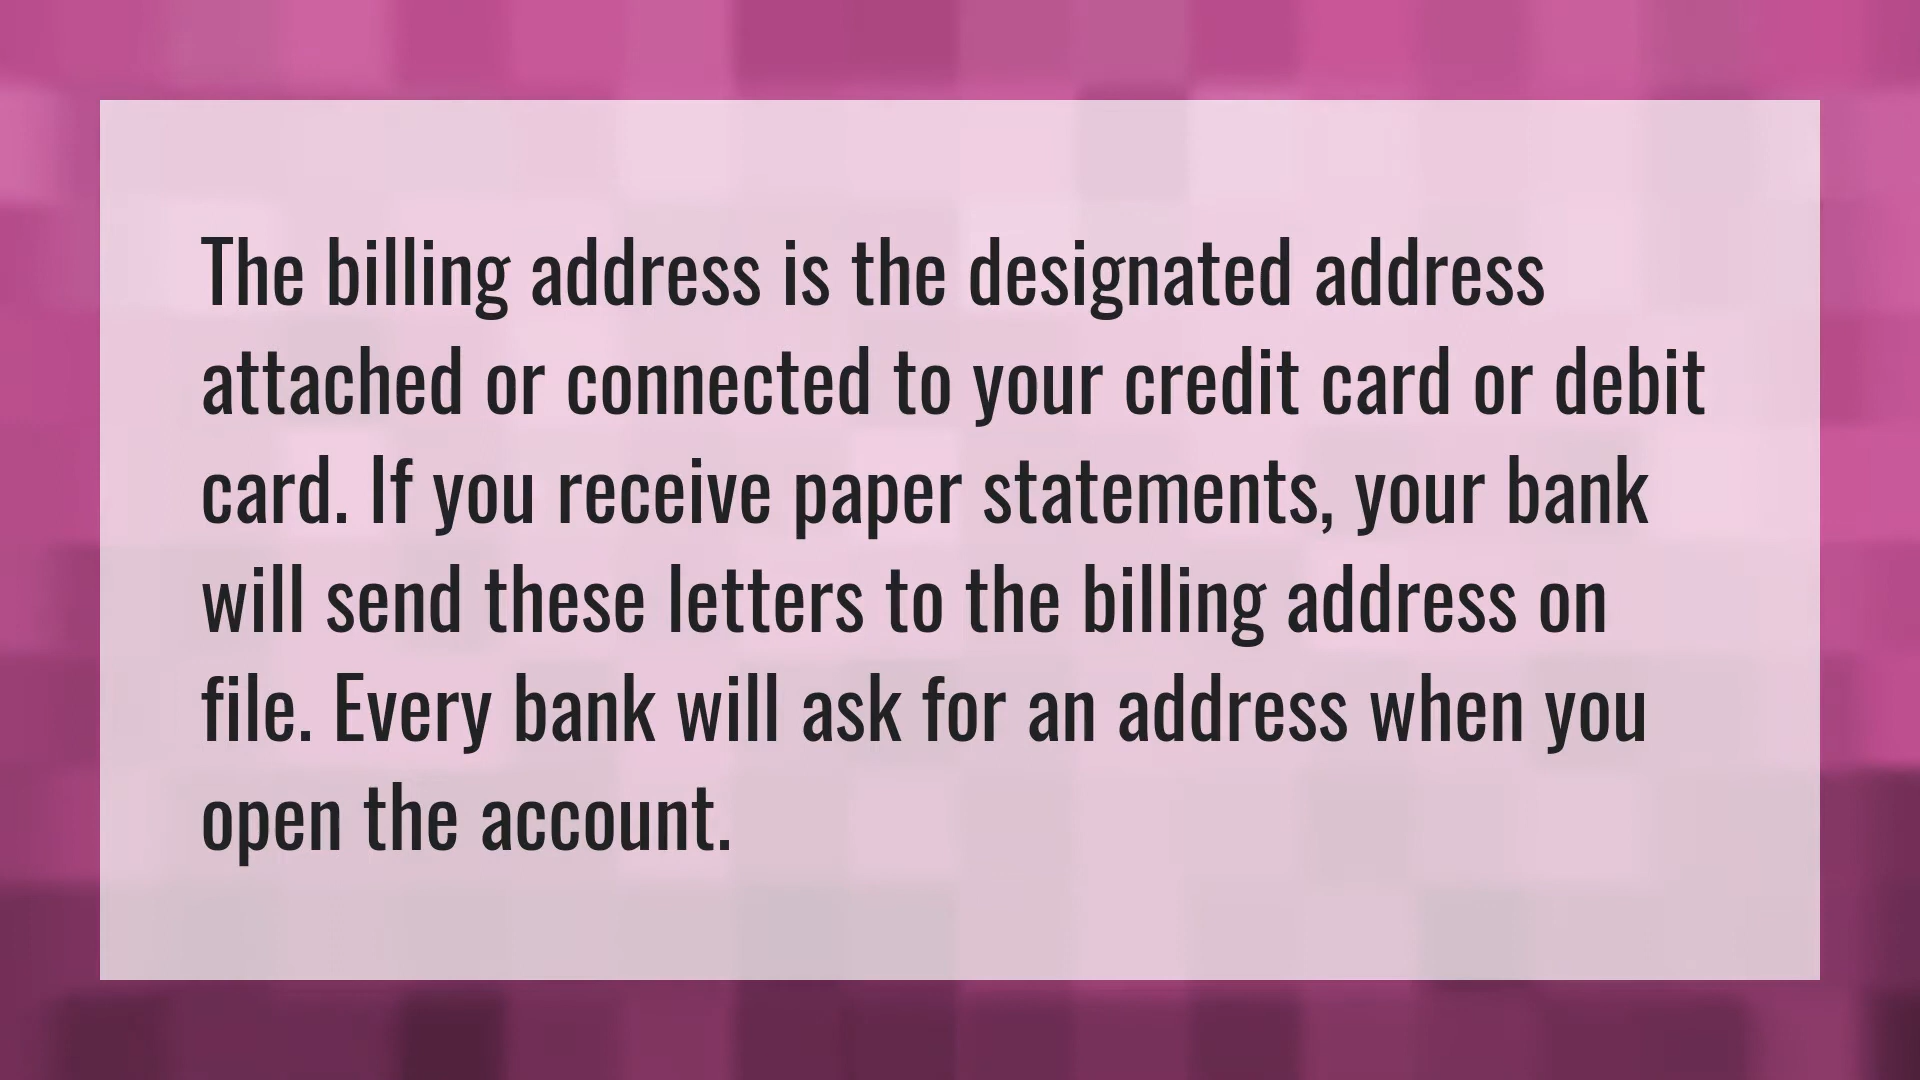 The billing address is the designated address
attached or connected to your credit card or debit
card. If you receive paper statements, your bank
will send these letters to the billing address on
file. Every bank will ask for an address when you
open the account.